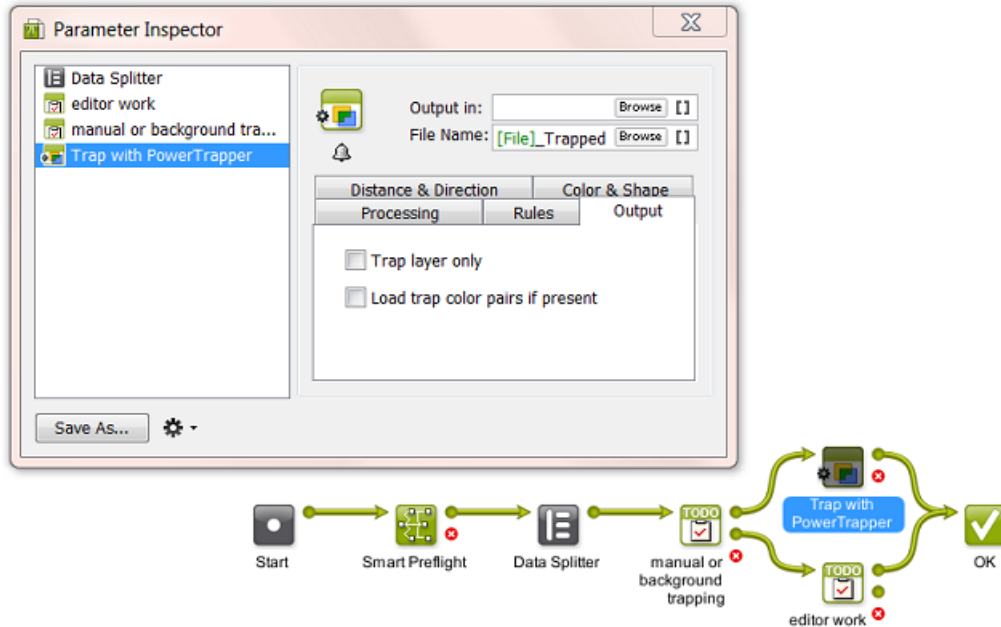 Parameter Inspector
Data Splitter
editor work
manual or background tra...
Trap with PowerTrapper
Output in:
Browse
[]
File Name:
[File]_Trapped
Browse
[]
Distance & Direction
Color & Shape
Processing
Rules
Output
Trap layer only
Load trap color pairs if present
Save As...
Start
Smart Preflight
Data Splitter
TODO
manual or
background
trapping
Trap with
PowerTrapper
TODO
editor work
OK